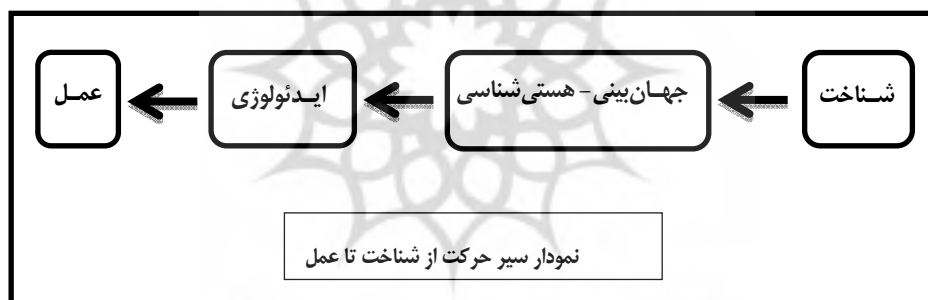 شناخت
جهان‌بینی - هستی‌شناسی
ایدئولوژی
عمل
نمودار سیر حرکت از شناخت تا عمل